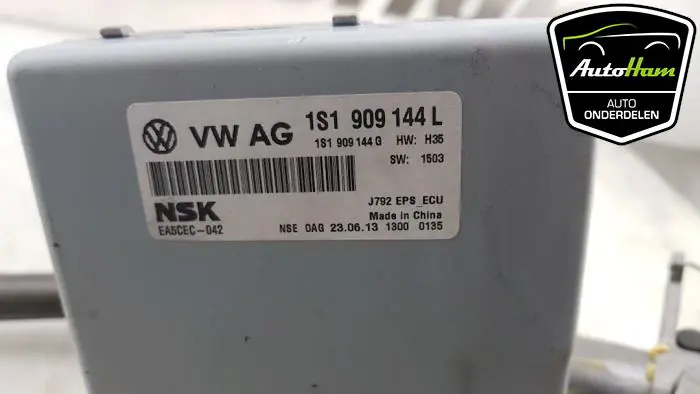 VW AG 1S1 909 144 L
1S1 909 144 G HW: H35
SW: 1503
NSK
J792 EPS_ECU
Made in China
EASCEC-042
NSE 0AG 23.06.13 1300 0135
AutoHam
AUTO
ONDERDELEN